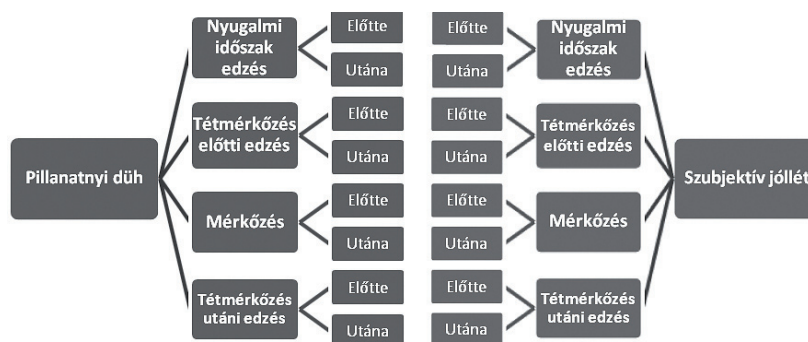 Pillanatnyi düh
Nyugalmi
időszak
edzés
Előtte
Utána
Tétmérkőzés
előtti edzés
Előtte
Utána
Mérkőzés
Előtte
Utána
Tétmérkőzés
utáni edzés
Előtte
Utána
Előtte
Utána
Nyugalmi
időszak
edzés
Előtte
Utána
Tétmérkőzés
előtti edzés
Előtte
Utána
Mérkőzés
Előtte
Utána
Tétmérkőzés
utáni edzés
Szubjektív jóllét